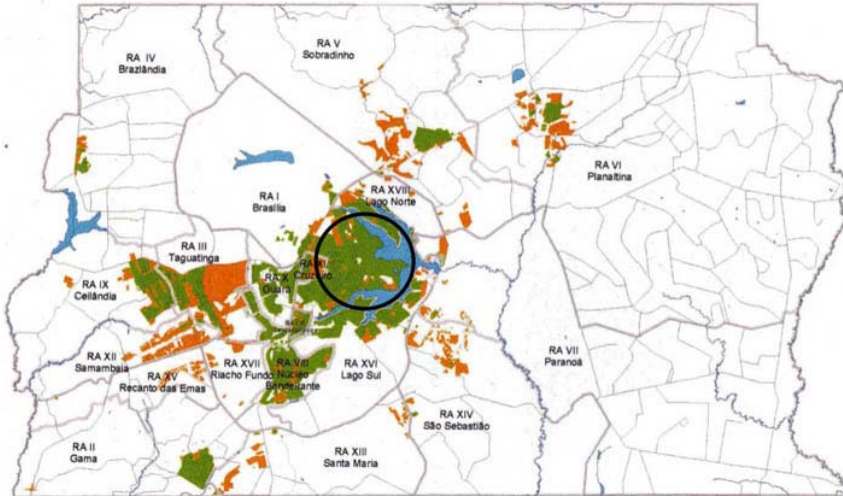 RA IV
Brazlândia
RA V
Sobradinho
RA VI
Planaltina
RA I
Brasília
RA XVIII
Lago Norte
RA III
Taguatinga
RA IX
Ceilândia
RA X
Guará
RA XI
Cruzeiro
RA XII
Samambaia
RA XV
Recanto das Emas
RA XVII
Riacho Fundo
RA VIII
Núcleo
Bandeirante
RA XVI
Lago Sul
RA VII
Paranoá
RA XIV
São Sebastião
RA II
Gama
RA XIII
Santa Maria